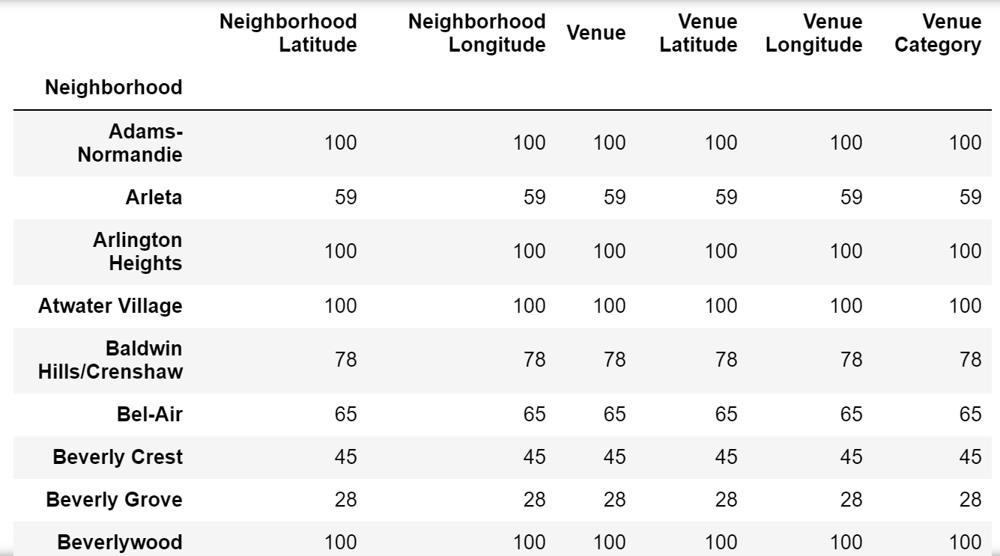 Neighborhood Neighborhood Venue Venue Venue Venue
Latitude Longitude Latitude Longitude Category
Neighborhood
Adams-
Normandie 100 100 100 100 100 100
Arleta 59 59 59 59 59 59
Arlington
Heights 100 100 100 100 100 100
Atwater Village 100 100 100 100 100 100
Baldwin
Hills/Crenshaw 78 78 78 78 78 78
Bel-Air 65 65 65 65 65 65
Beverly Crest 45 45 45 45 45 45
Beverly Grove 28 28 28 28 28 28
Beverlywood 100 100 100 100 100 100